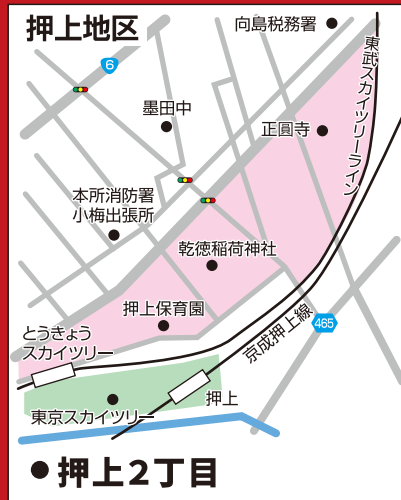 押上地区
向島税務署
6
東武スカイツリーライン
墨田中
正圓寺
本所消防署
小梅出張所
乾徳稲荷神社
押上保育園
とうきょう
スカイツリー
京成押上線
465
押上
東京スカイツリー
●押上2丁目